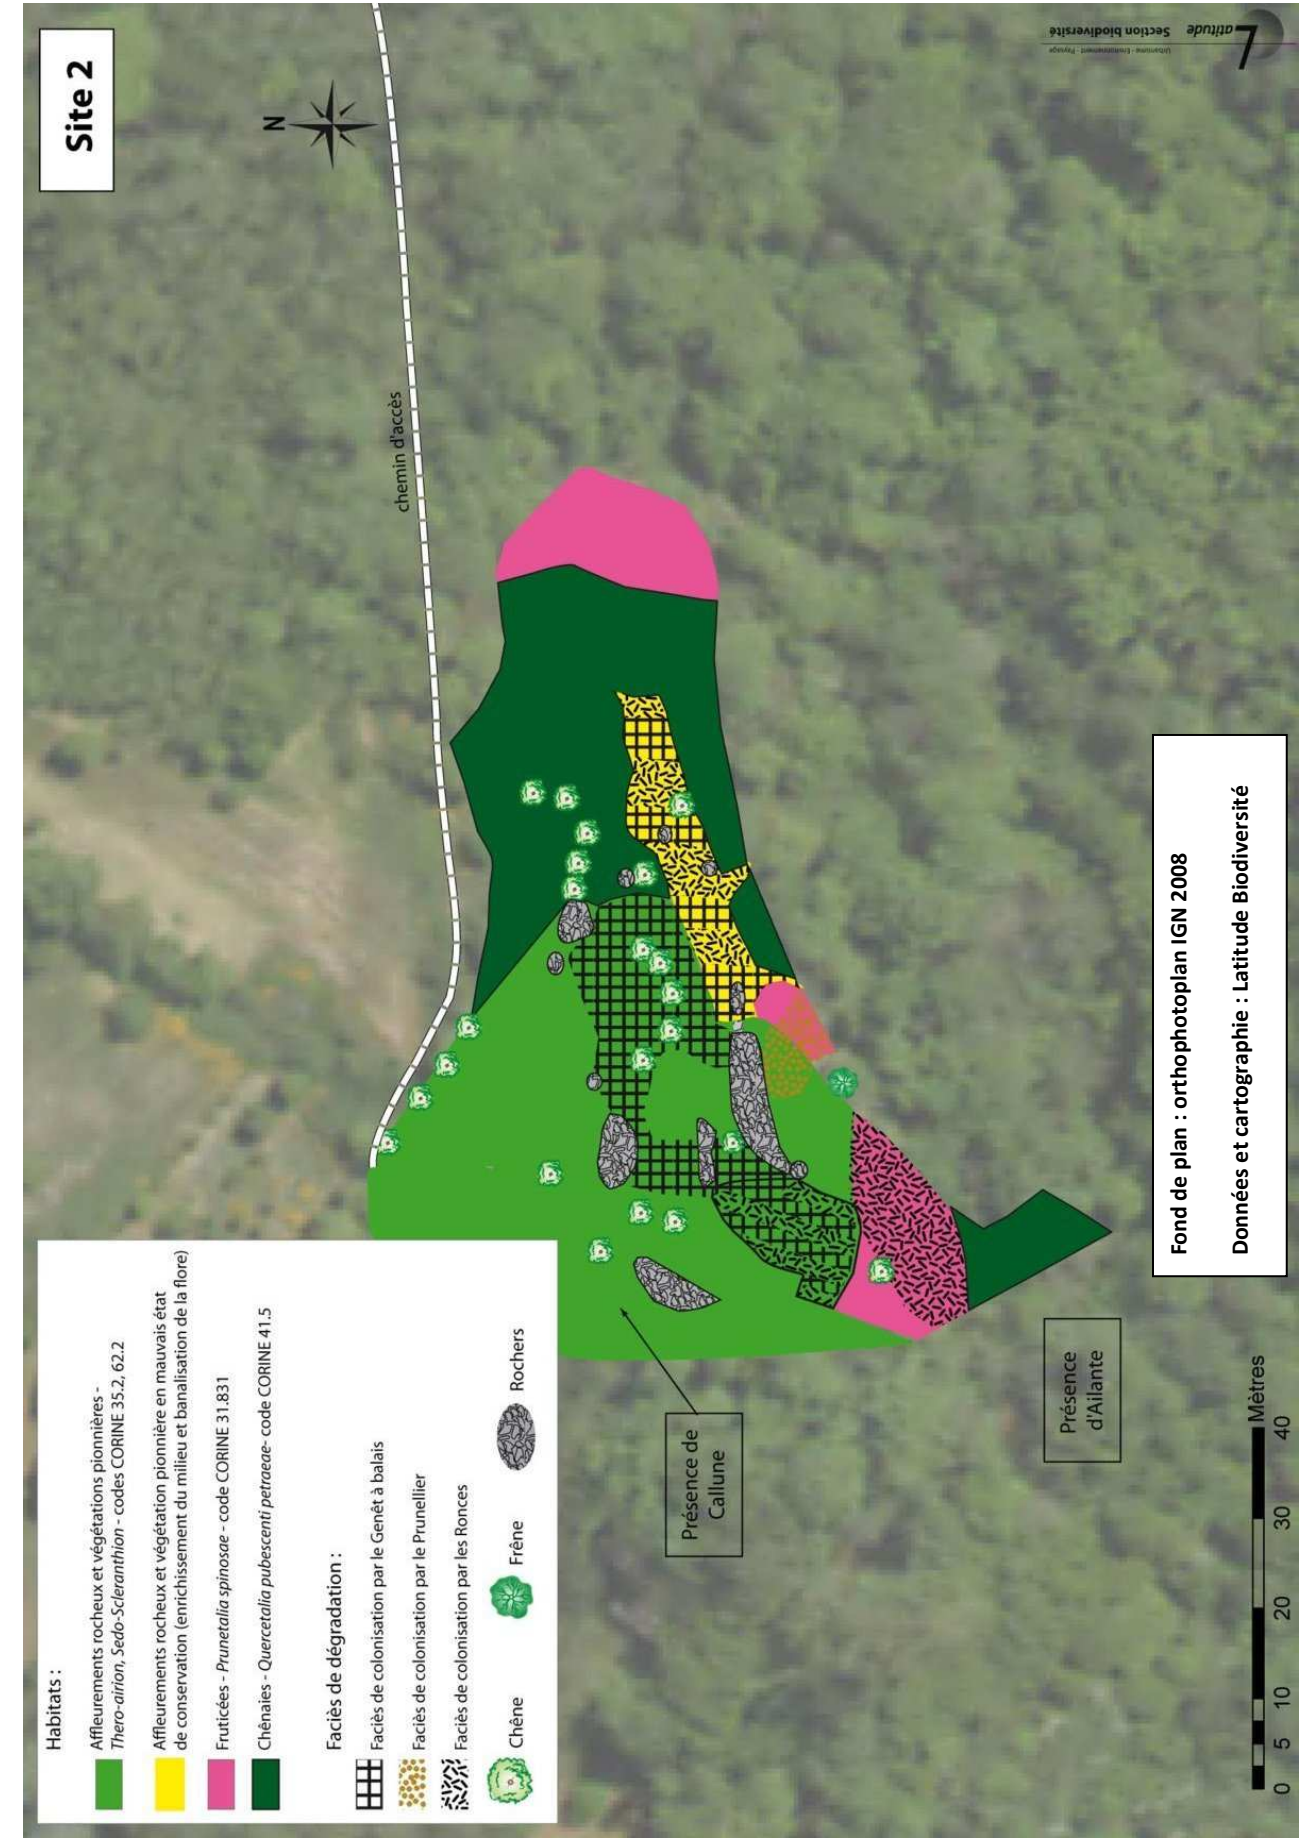 Site 2
N
chemin d'accès
Latitude Section biodiversité
Urbanisme - Environnement - Paysage
Habitats :
Affleurements rocheux et végétations pionnières -
Thero-airion, Sedo-Scleranthion - codes CORINE 35.2, 62.2
Affleurements rocheux et végétation pionnière en mauvais état
de conservation (enrichissement du milieu et banalisation de la flore)
Fruticées - Prunetalia spinosae - code CORINE 31.831
Chênaies - Quercetalia pubescenti petraeae- code CORINE 41.5
Faciès de dégradation :
Faciès de colonisation par le Genêt à balais
Faciès de colonisation par le Prunellier
Faciès de colonisation par les Ronces
Chêne
Frêne
Rochers
Présence de
Callune
Présence
d'Ailante
Fond de plan : orthophotoplan IGN 2008
Données et cartographie : Latitude Biodiversité
0 5 10 20 30 40 Mètres